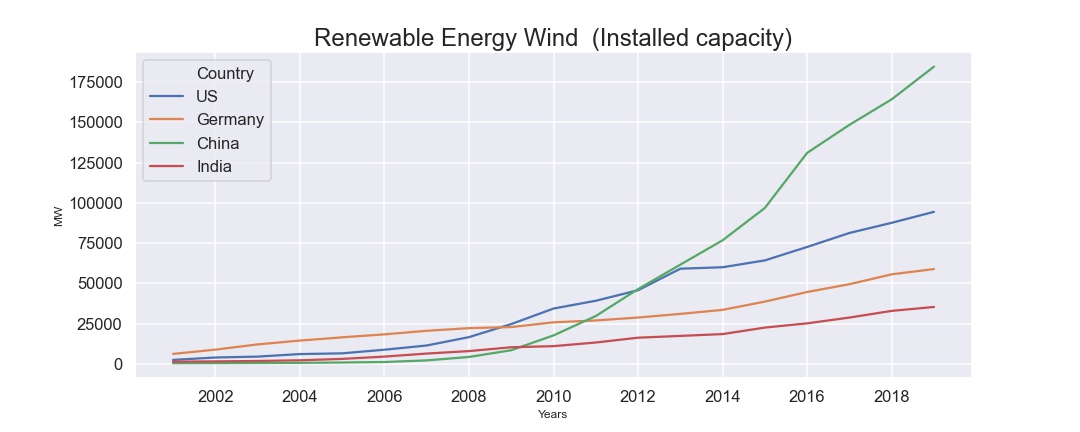 Renewable Energy Wind  (Installed capacity)
Country
US
Germany
China
India
175000
150000
125000
100000
75000
50000
25000
0
MW
2002 2004 2006 2008 2010 2012 2014 2016 2018
Years